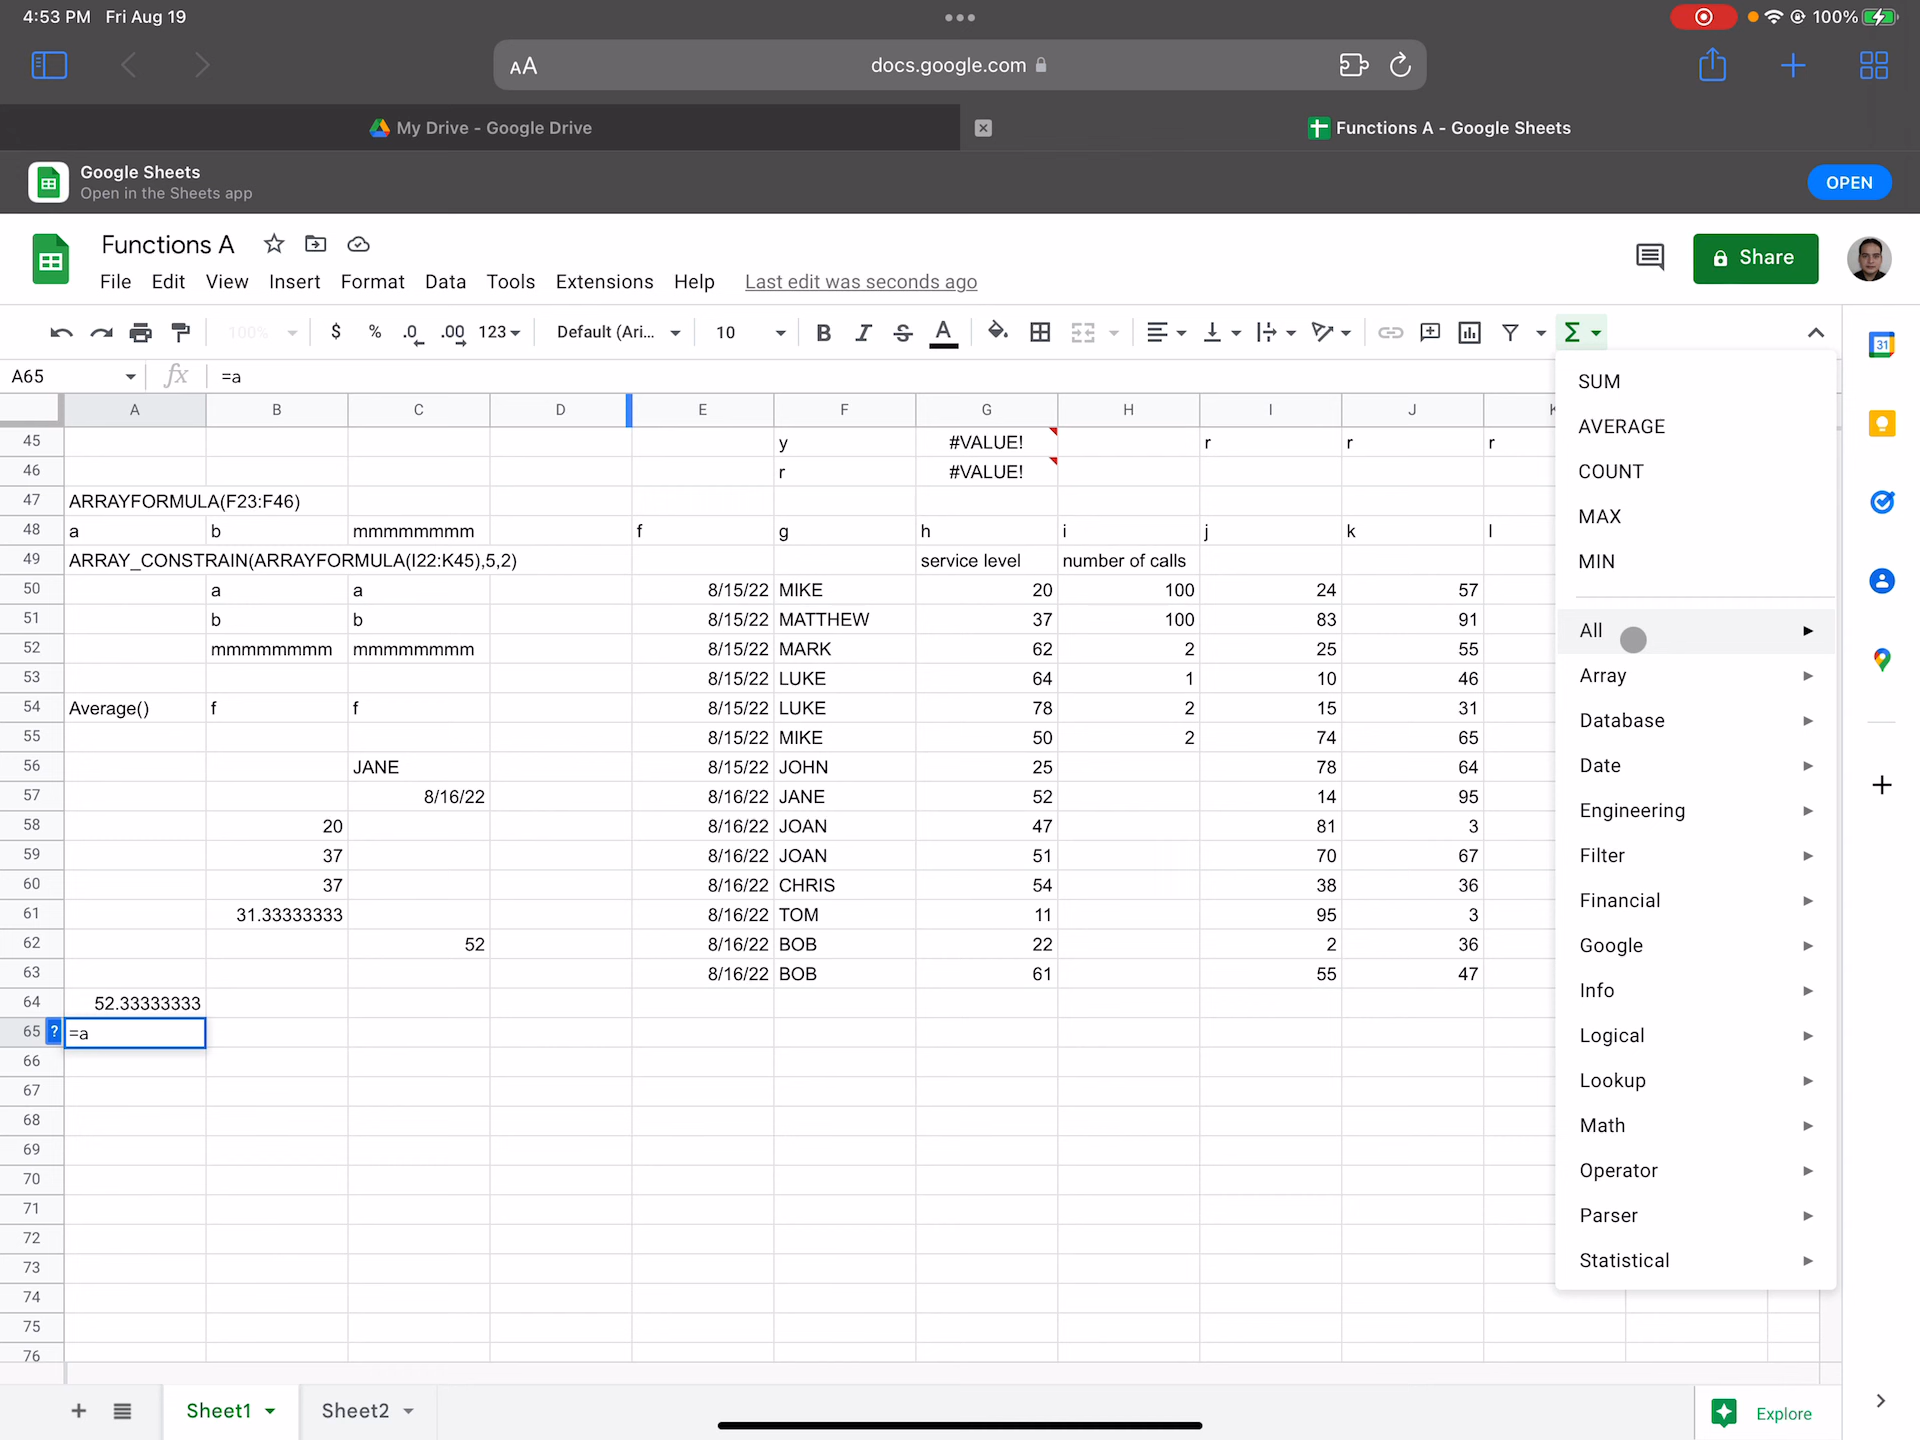 4:53 PM Fri Aug 19 100%
AA docs.google.com
My Drive - Google Drive Functions A - Google Sheets
Google Sheets
Open in the Sheets app OPEN
Functions A
File Edit View Insert Format Data Tools Extensions Help Last edit was seconds ago Share
100% $ % .0 .00 123 Default (Ari... 10 B I S A Σ 31
A65 fx =a
A B C D E F G H I J K
45 y #VALUE! r r r
46 r #VALUE!
47 ARRAYFORMULA(F23:F46)
48 a b mmmmmmmm f g h i j k l
49 ARRAY_CONSTRAIN(ARRAYFORMULA(I22:K45),5,2) service level number of calls
50 a a 8/15/22 MIKE 20 100 24 57
51 b b 8/15/22 MATTHEW 37 100 83 91
52 mmmmmmmm mmmmmmmm 8/15/22 MARK 62 2 25 55
53 8/15/22 LUKE 64 1 10 46
54 Average() f f 8/15/22 LUKE 78 2 15 31
55 8/15/22 MIKE 50 2 74 65
56 JANE 8/15/22 JOHN 25 78 64
57 8/16/22 8/16/22 JANE 52 14 95
58 20 8/16/22 JOAN 47 81 3
59 37 8/16/22 JOAN 51 70 67
60 37 8/16/22 CHRIS 54 38 36
61 31.33333333 8/16/22 TOM 11 95 3
62 52 8/16/22 BOB 22 2 36
63 8/16/22 BOB 61 55 47
64 52.33333333
65 ? =a
66
67
68
69
70
71
72
73
74
75
76
SUM
AVERAGE
COUNT
MAX
MIN
All
Array
Database
Date
Engineering
Filter
Financial
Google
Info
Logical
Lookup
Math
Operator
Parser
Statistical
Sheet1 Sheet2 Explore